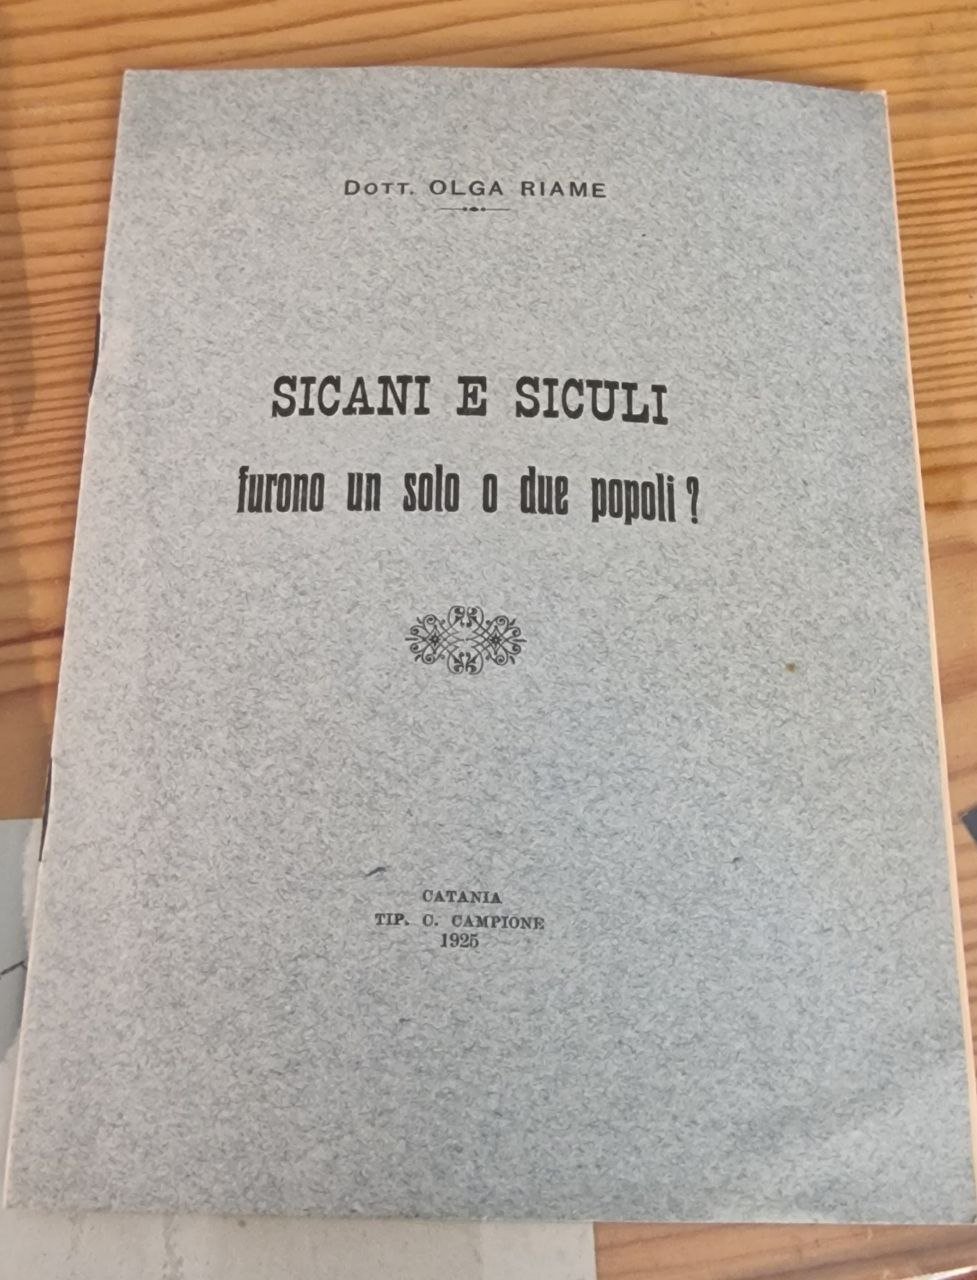 Dott. OLGA RIAME
SICANI E SICULI
furono un solo o due popoli?
CATANIA
TIP. C. CAMPIONE
1925